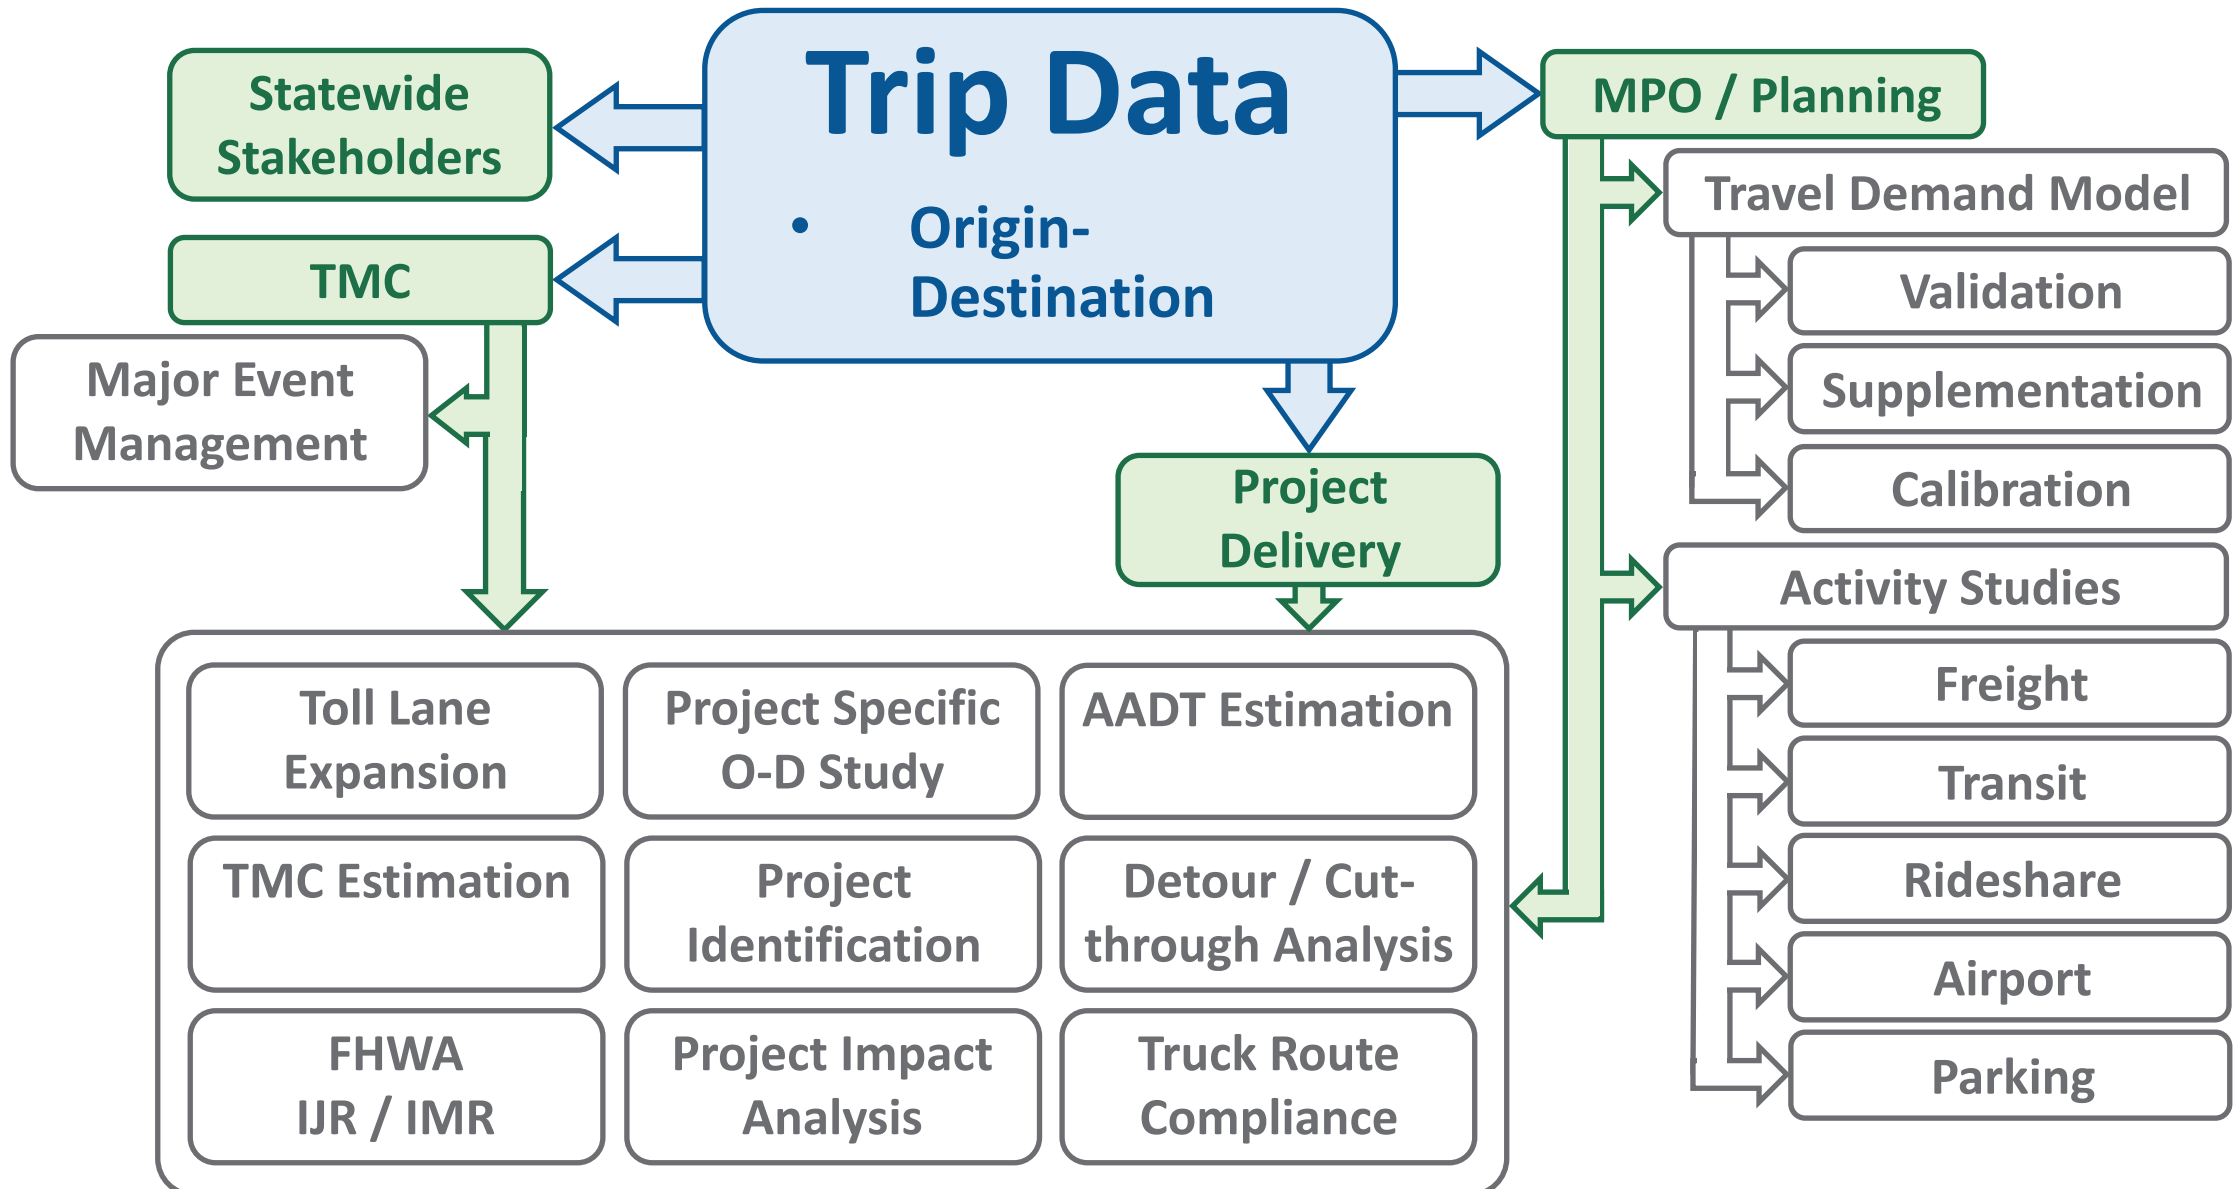 Trip Data
• Origin-
Destination
Statewide
Stakeholders
TMC
Major Event
Management
Project
Delivery
MPO / Planning
Travel Demand Model
Validation
Supplementation
Calibration
Activity Studies
Freight
Transit
Rideshare
Airport
Parking
Toll Lane
Expansion
Project Specific
O-D Study
AADT Estimation
TMC Estimation
Project
Identification
Detour / Cut-
through Analysis
FHWA
IJR / IMR
Project Impact
Analysis
Truck Route
Compliance